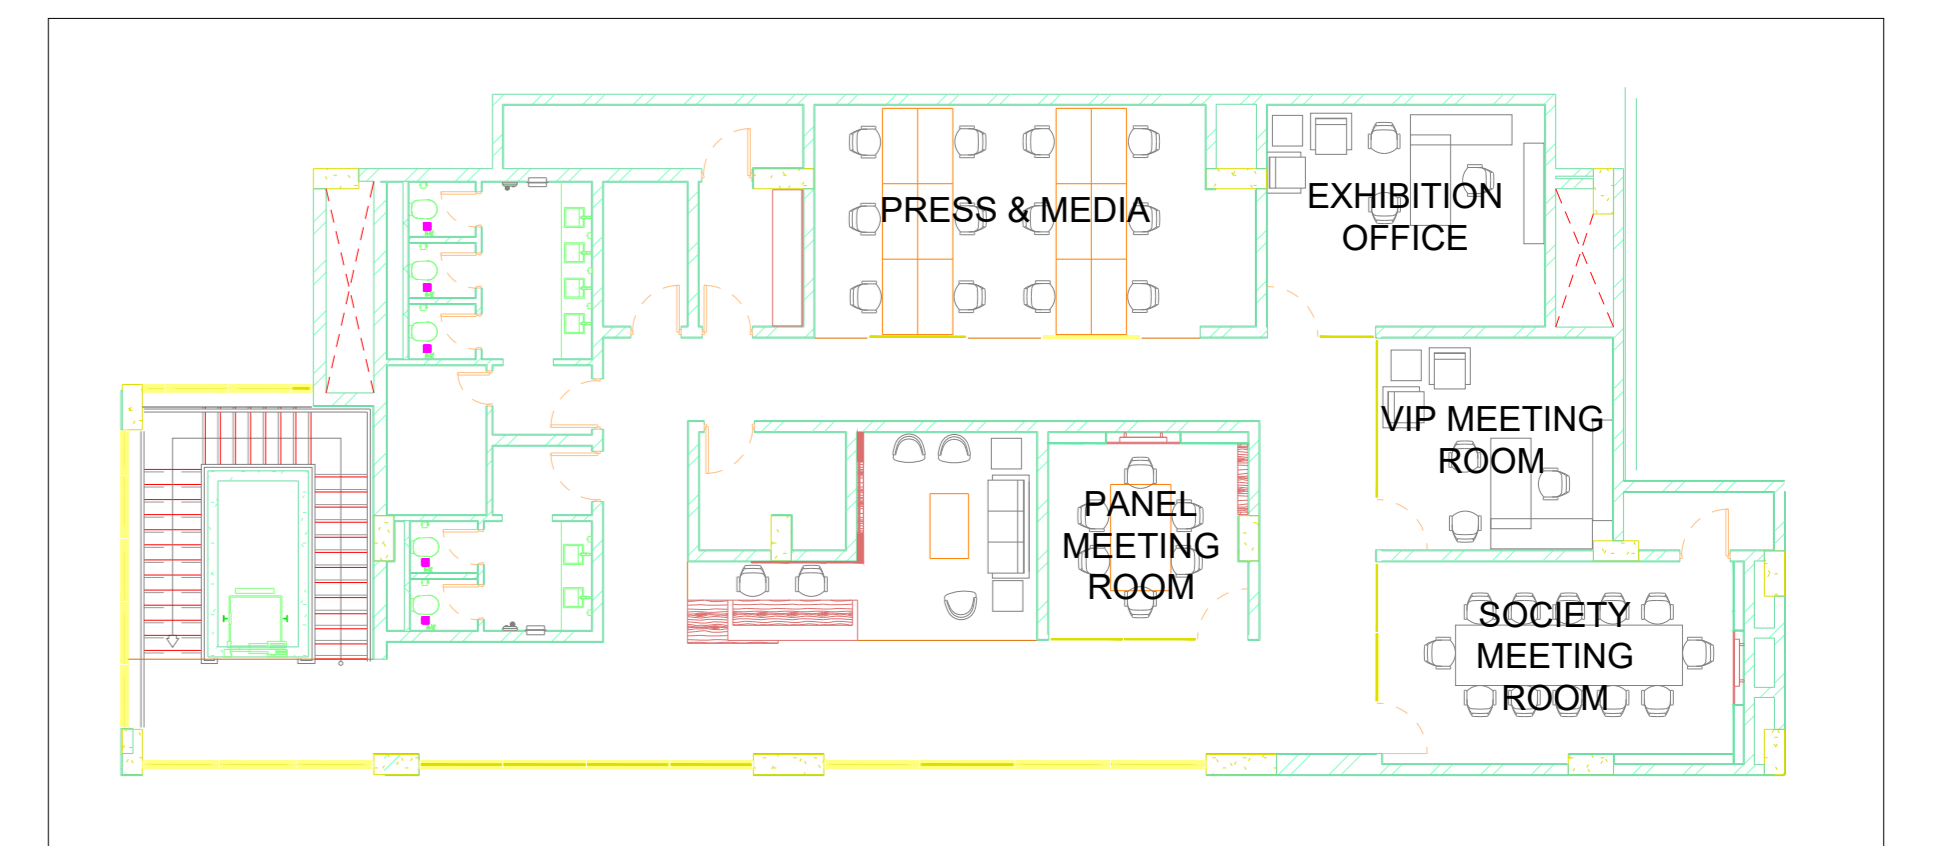 PRESS & MEDIA
EXHIBITION
OFFICE
VIP MEETING
ROOM
PANEL
MEETING
ROOM
SOCIETY
MEETING
ROOM